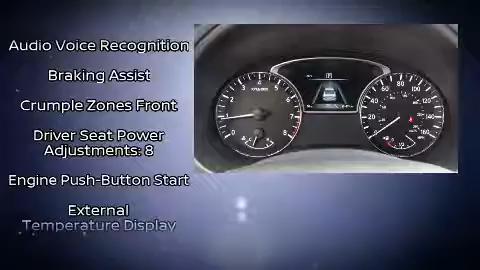 Audio Voice Recognition
Braking Assist
Crumple Zones Front
Driver Seat Power
Adjustments: 8
Engine Push-Button Start
External
Temperature Display